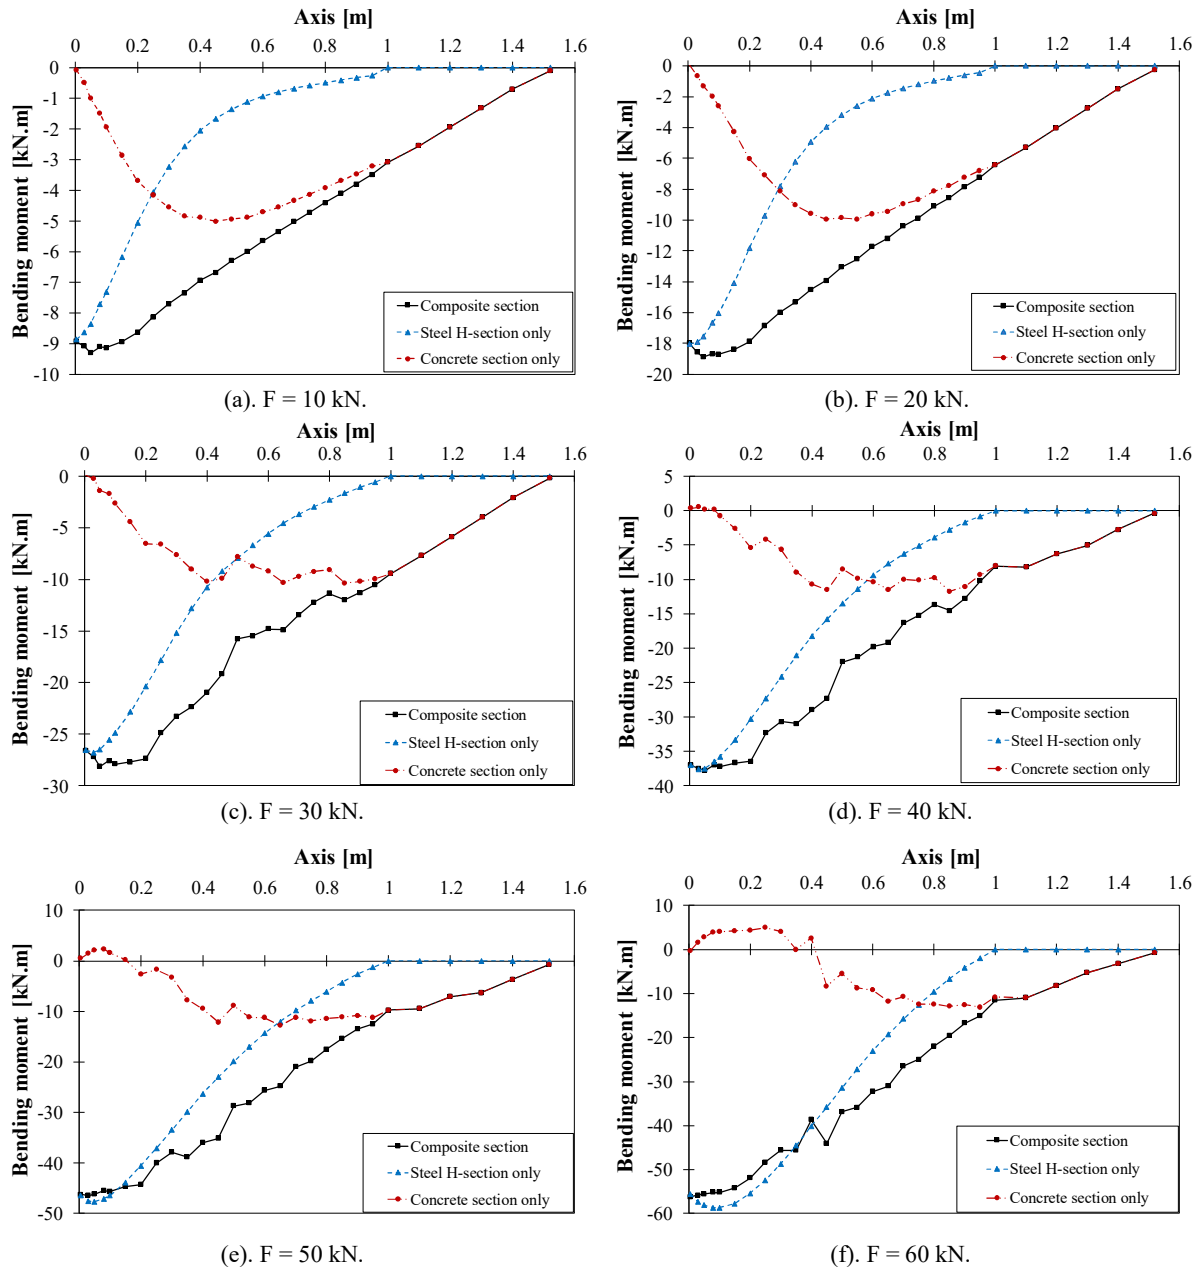 Axis [m]
0 0.2 0.4 0.6 0.8 1 1.2 1.4 1.6
0
-1
-2
-3
-4
-5
-6
-7
-8
-9
-10
Bending moment [kN.m]
Composite section
Steel H-section only
Concrete section only
(a). F = 10 kN.
Axis [m]
0 0.2 0.4 0.6 0.8 1 1.2 1.4 1.6
0
-2
-4
-6
-8
-10
-12
-14
-16
-18
-20
Bending moment [kN.m]
Composite section
Steel H-section only
Concrete section only
(b). F = 20 kN.
Axis [m]
0 0.2 0.4 0.6 0.8 1 1.2 1.4 1.6
0
-5
-10
-15
-20
-25
-30
Bending moment [kN.m]
Composite section
Steel H-section only
Concrete section only
(c). F = 30 kN.
Axis [m]
0 0.2 0.4 0.6 0.8 1 1.2 1.4 1.6
5
0
-5
-10
-15
-20
-25
-30
-35
-40
Bending moment [kN.m]
Composite section
Steel H-section only
Concrete section only
(d). F = 40 kN.
Axis [m]
0 0.2 0.4 0.6 0.8 1 1.2 1.4 1.6
10
0
-10
-20
-30
-40
-50
Bending moment [kN.m]
Composite section
Steel H-section only
Concrete section only
(e). F = 50 kN.
Axis [m]
0 0.2 0.4 0.6 0.8 1 1.2 1.4 1.6
10
0
-10
-20
-30
-40
-50
-60
Bending moment [kN.m]
Composite section
Steel H-section only
Concrete section only
(f). F = 60 kN.